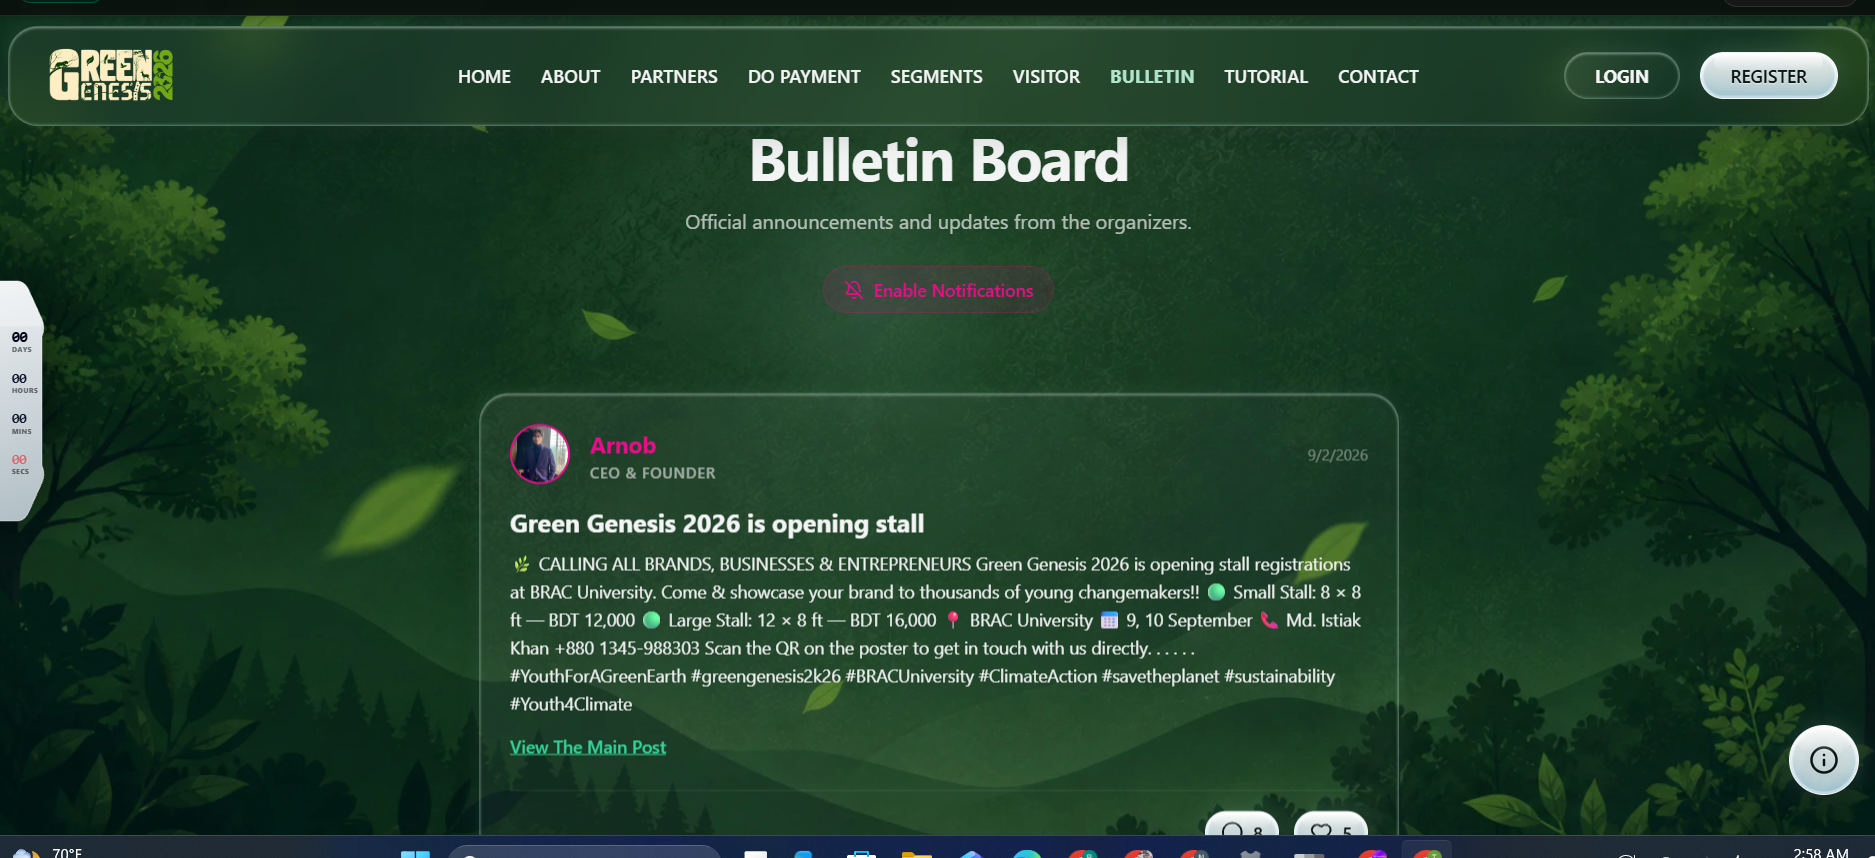 GREEN
GENESIS
2026
HOME ABOUT PARTNERS DO PAYMENT SEGMENTS VISITOR BULLETIN TUTORIAL CONTACT
LOGIN REGISTER
Bulletin Board
Official announcements and updates from the organizers.
Enable Notifications
00
DAYS
00
HOURS
00
MINS
00
SECS
Arnob
CEO & FOUNDER
9/2/2026
Green Genesis 2026 is opening stall
🌿 CALLING ALL BRANDS, BUSINESSES & ENTREPRENEURS Green Genesis 2026 is opening stall registrations
at BRAC University. Come & showcase your brand to thousands of young changemakers!! 🟢 Small Stall: 8 × 8
ft — BDT 12,000 🟢 Large Stall: 12 × 8 ft — BDT 16,000 📍 BRAC University 🗓️ 9, 10 September 📞 Md. Istiak
Khan +880 1345-988303 Scan the QR on the poster to get in touch with us directly. . . . . .
#YouthForAGreenEarth #greengenesis2k26 #BRACUniversity #ClimateAction #savetheplanet #sustainability
#Youth4Climate
View The Main Post
8 5
70°F
2:58 AM